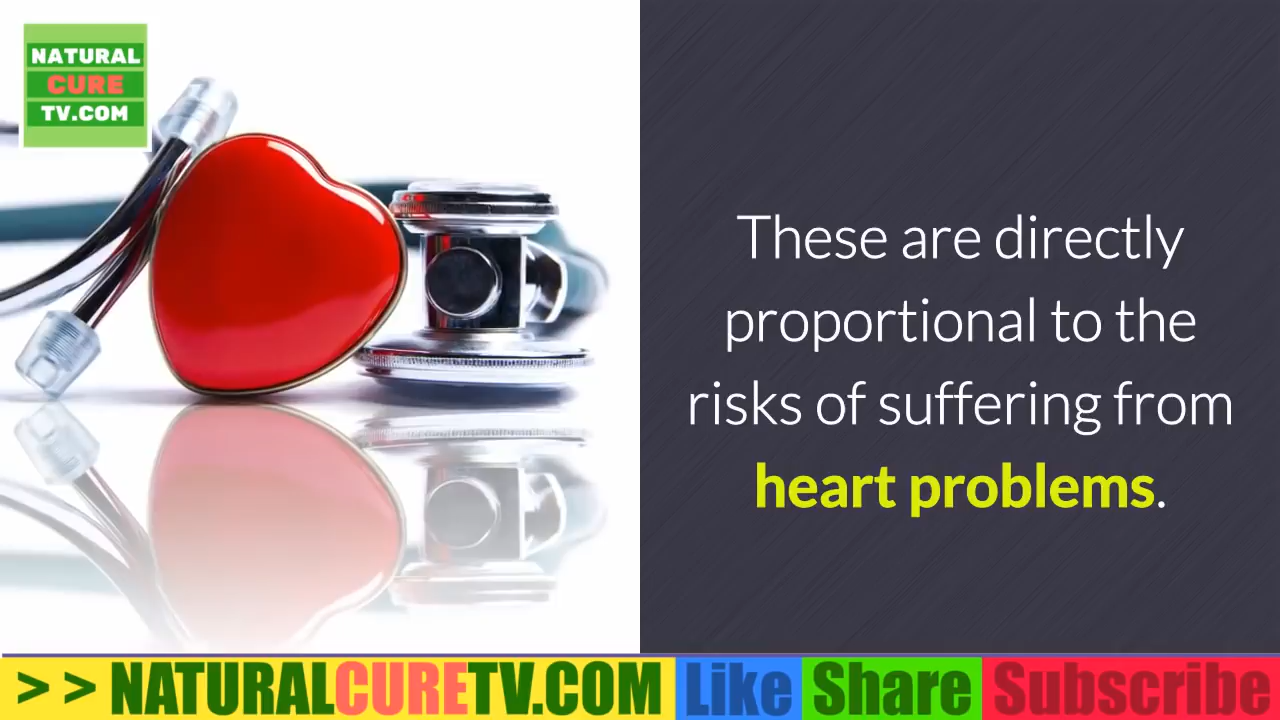 NATURAL
CURE
TV.COM
These are directly
proportional to the
risks of suffering from
heart problems.
> > NATURALCURETV.COM Like Share Subscribe